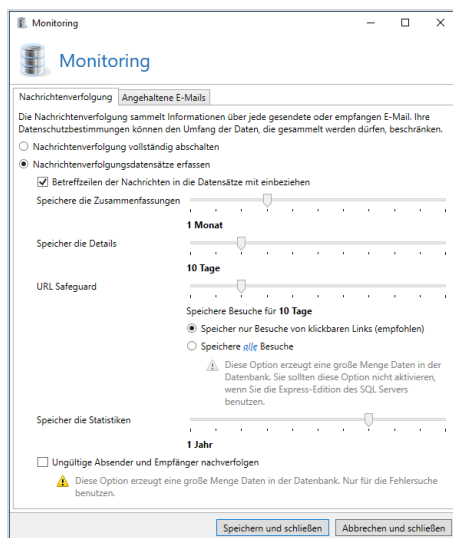 Monitoring
Monitoring
Nachrichtenverfolgung Angehaltene E-Mails
Die Nachrichtenverfolgung sammelt Informationen über jede gesendete oder empfangen E-Mail. Ihre
Datenschutzbestimmungen können den Umfang der Daten, die gesammelt werden dürfen, beschränken.
Nachrichtenverfolgung vollständig abschalten
Nachrichtenverfolgungsdatensätze erfassen
Betreffzeilen der Nachrichten in die Datensätze mit einbeziehen
Speichere die Zusammenfassungen
1 Monat
Speicher die Details
10 Tage
URL Safeguard
Speichere Besuche für 10 Tage
Speicher nur Besuche von klickbaren Links (empfohlen)
Speichere alle Besuche
Diese Option erzeugt eine große Menge Daten in der
Datenbank. Sie sollten diese Option nicht aktivieren,
wenn Sie die Express-Edition des SQL Servers
benutzen.
Speicher die Statistiken
1 Jahr
Ungültige Absender und Empfänger nachverfolgen
Diese Option erzeugt eine große Menge Daten in der Datenbank. Nur für die Fehlersuche
benutzen.
Speichern und schließen Abbrechen und schließen